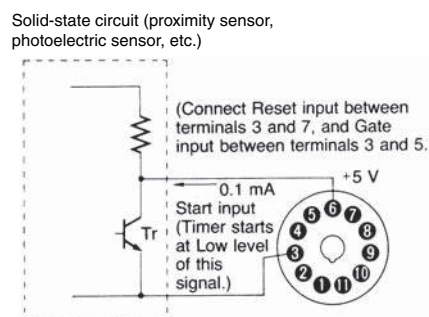 Solid-state circuit (proximity sensor,
photoelectric sensor, etc.)
(Connect Reset input between
terminals 3 and 7, and Gate
input between terminals 3 and 5.
+5 V
0.1 mA
Start input
(Timer starts
at Low level
of this
signal.)
Tr
6
5
7
4
8
3
9
2
10
1
11